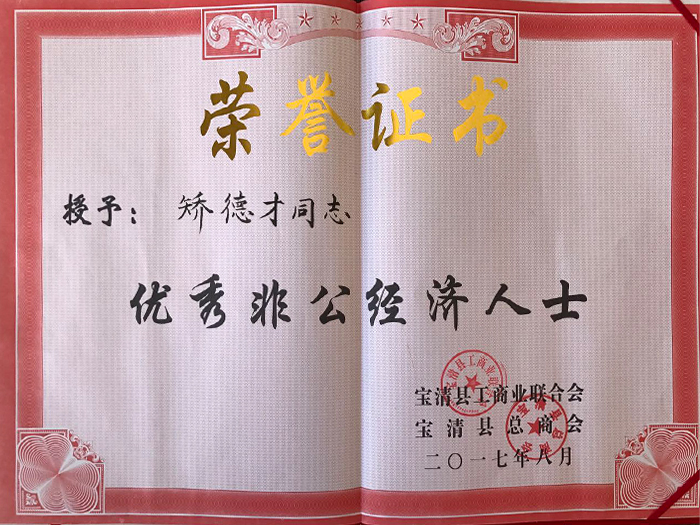 荣誉证书
授予：矫德才同志
优秀非公经济人士
宝清县工商业联合会
宝清县总商会
二〇一七年八月